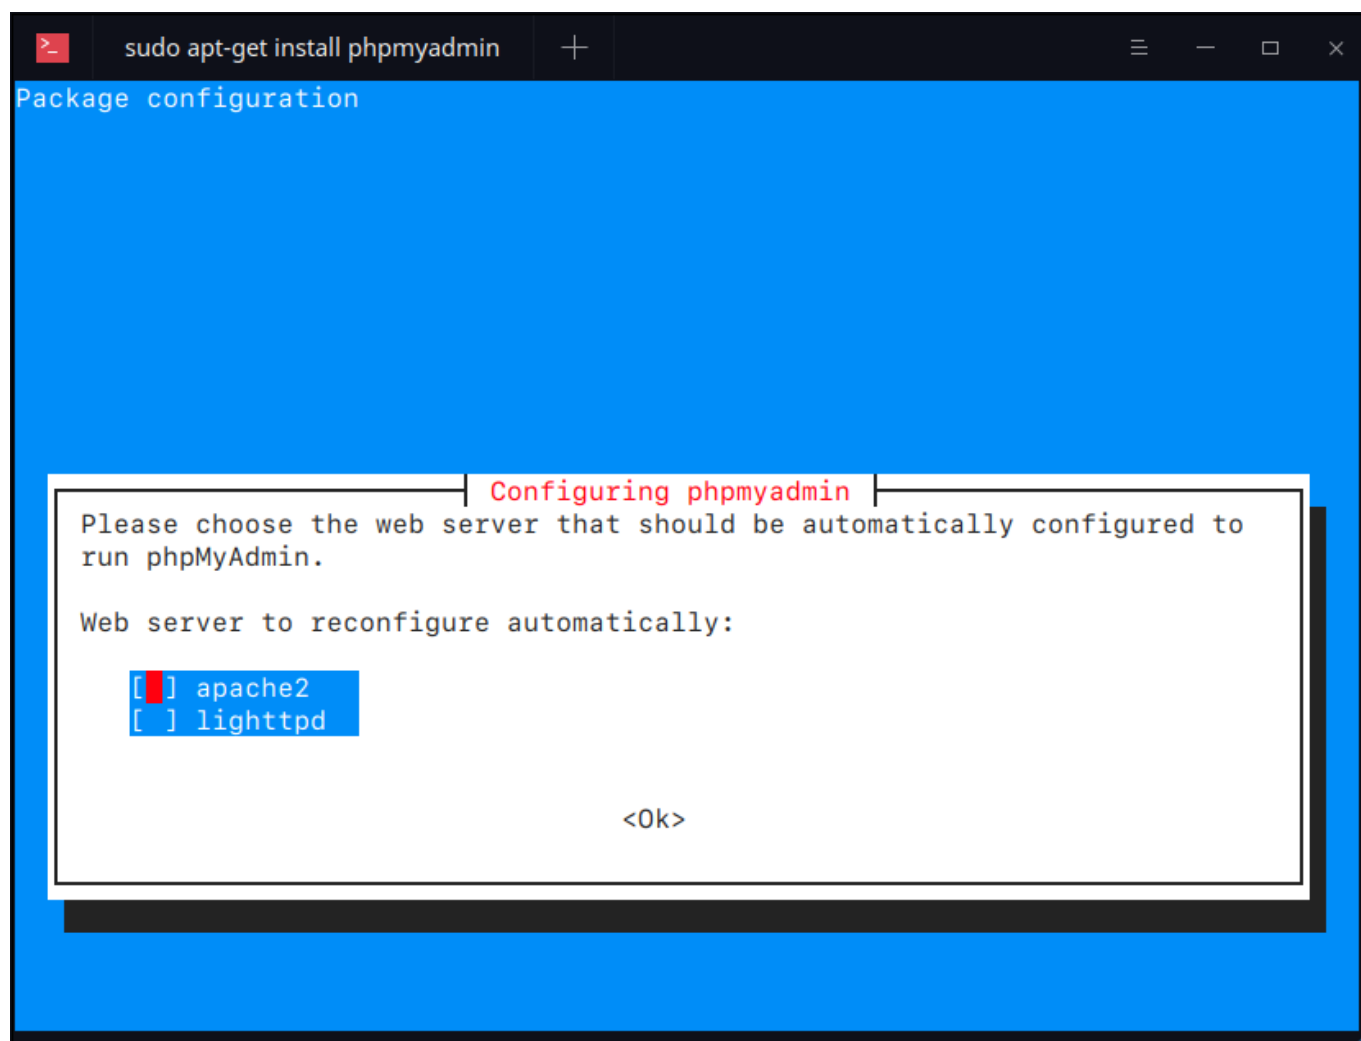 sudo apt-get install phpmyadmin
Package configuration
Configuring phpmyadmin
Please choose the web server that should be automatically configured to
run phpMyAdmin.
Web server to reconfigure automatically:
[ ] apache2
[ ] lighttpd
<Ok>